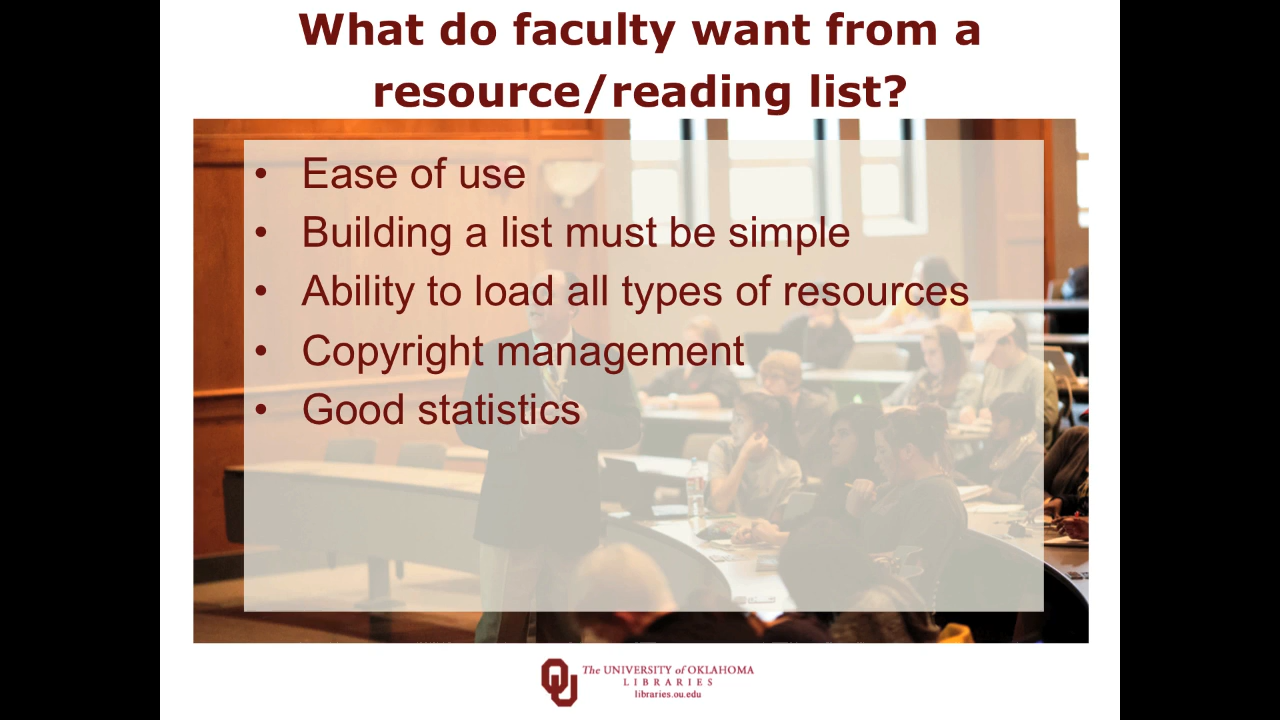 What do faculty want from a
resource/reading list?
• Ease of use
• Building a list must be simple
• Ability to load all types of resources
• Copyright management
• Good statistics
The UNIVERSITY of OKLAHOMA
LIBRARIES
libraries.ou.edu